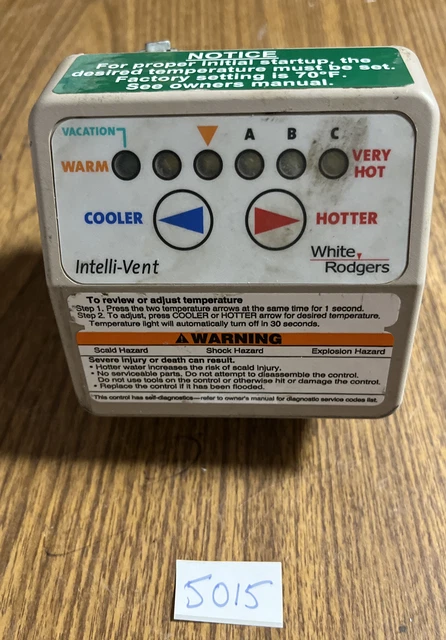 NOTICE
For proper initial startup, the
desired temperature must be set.
Factory setting is 70°F.
See owners manual.
VACATION
A B C
WARM VERY HOT
COOLER HOTTER
Intelli-Vent White Rodgers
To review or adjust temperature
Step 1. Press the two temperature arrows at the same time for 1 second.
Step 2. To adjust, press COOLER or HOTTER arrow for desired temperature.
Temperature light will automatically turn off in 30 seconds.
WARNING
Scald Hazard Shock Hazard Explosion Hazard
Severe injury or death can result.
• Hotter water increases the risk of scald injury.
• No serviceable parts. Do not attempt to disassemble the control.
Do not use tools on the control or otherwise hit or damage the control.
• Replace the control if it has been flooded.
This control has self-diagnostics—refer to owner's manual for diagnostic service codes list.
5015